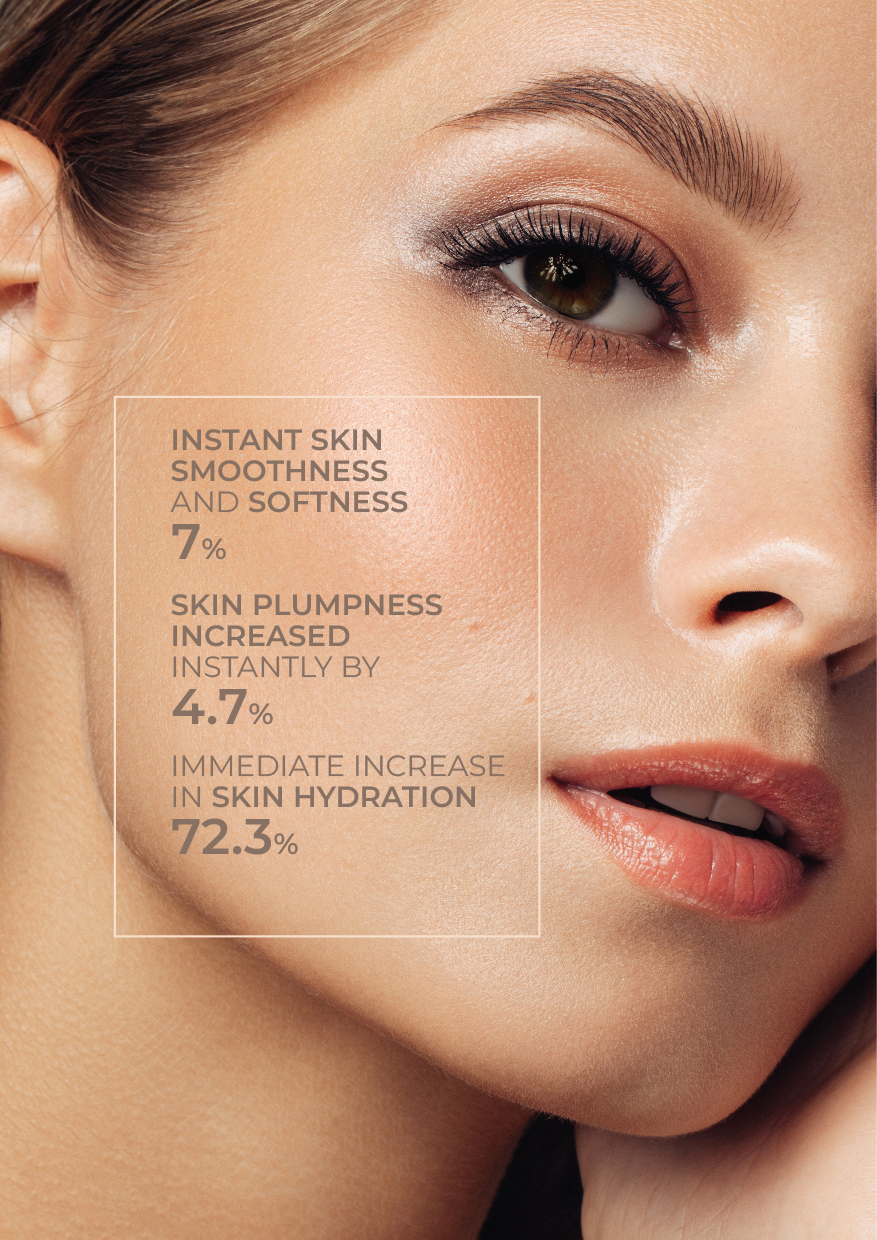 INSTANT SKIN
SMOOTHNESS
AND SOFTNESS
7%
SKIN PLUMPNESS
INCREASED
INSTANTLY BY
4.7%
IMMEDIATE INCREASE
IN SKIN HYDRATION
72.3%